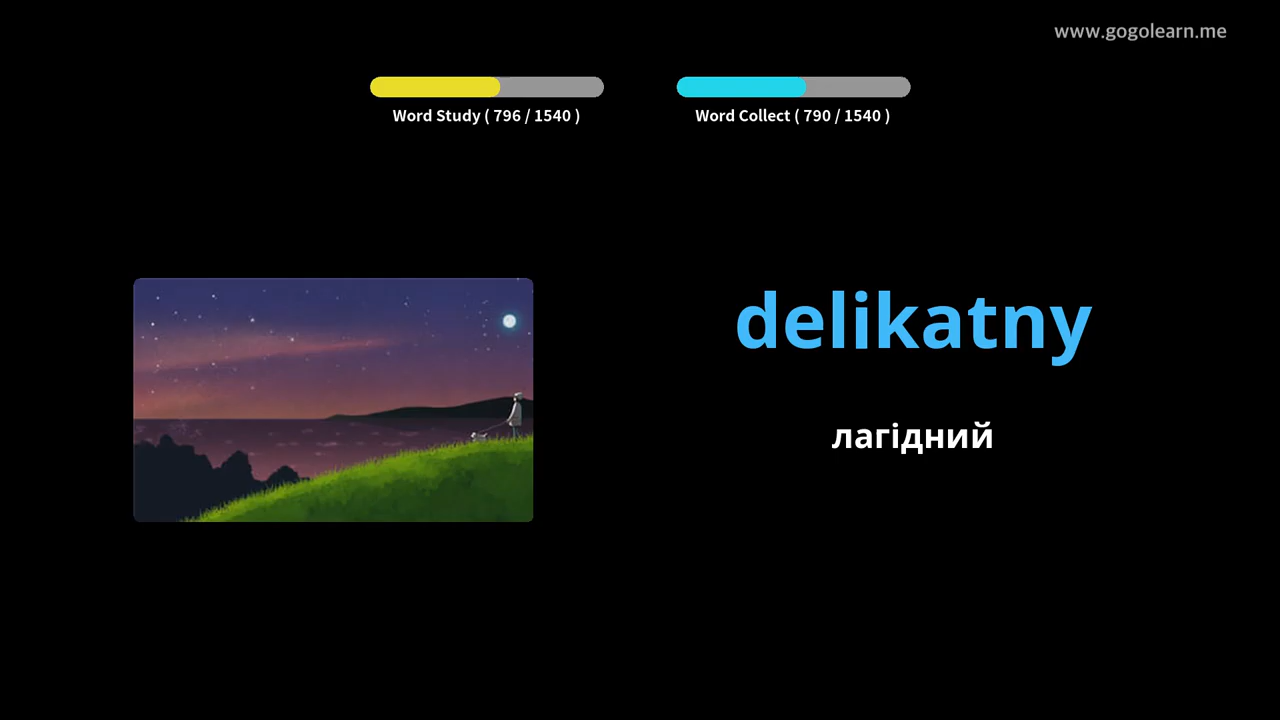 www.gogolearn.me
Word Study ( 796 / 1540 )
Word Collect ( 790 / 1540 )
delikatny
лагідний